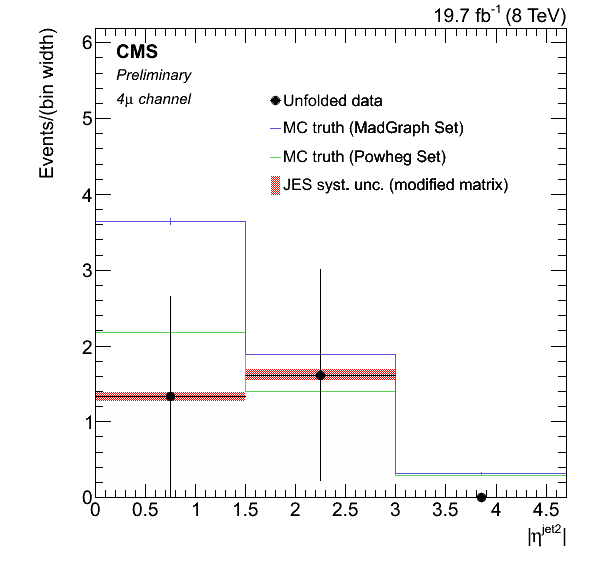 19.7 fb⁻¹ (8 TeV)
CMS
Preliminary
4μ channel
Unfolded data
MC truth (MadGraph Set)
MC truth (Powheg Set)
JES syst. unc. (modified matrix)
Events/(bin width)
6
5
4
3
2
1
0
0 0.5 1 1.5 2 2.5 3 3.5 4 4.5
|η^jet2|